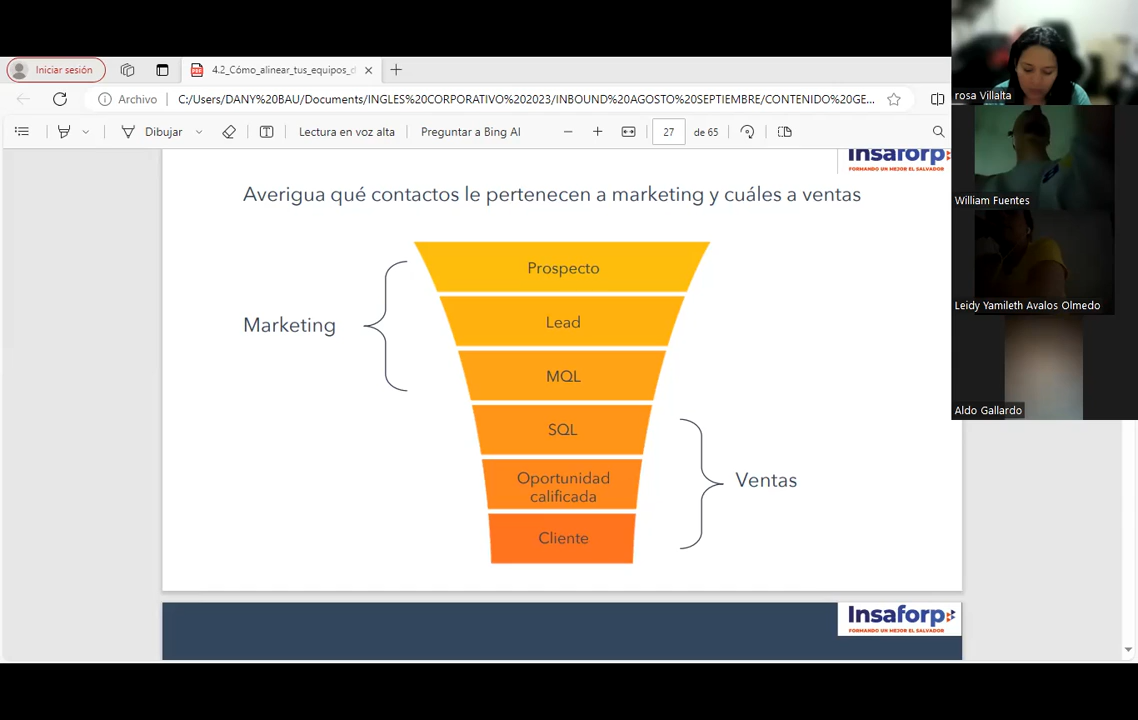 Iniciar sesión
4.2_Cómo_alinear_tus_equipos_d
Archivo
C:/Users/DANY%20BAU/Documents/INGLES%20CORPORATIVO%202023/INBOUND%20AGOSTO%20SEPTIEMBRE/CONTENIDO%20GE...
Dibujar
Lectura en voz alta
Preguntar a Bing AI
27
de 65
Insaforp
FORMANDO UN MEJOR EL SALVADOR
Averigua qué contactos le pertenecen a marketing y cuáles a ventas
Prospecto
Lead
Marketing
MQL
SQL
Oportunidad
calificada
Ventas
Cliente
Insaforp
FORMANDO UN MEJOR EL SALVADOR
rosa Villalta
William Fuentes
Leidy Yamileth Avalos Olmedo
Aldo Gallardo